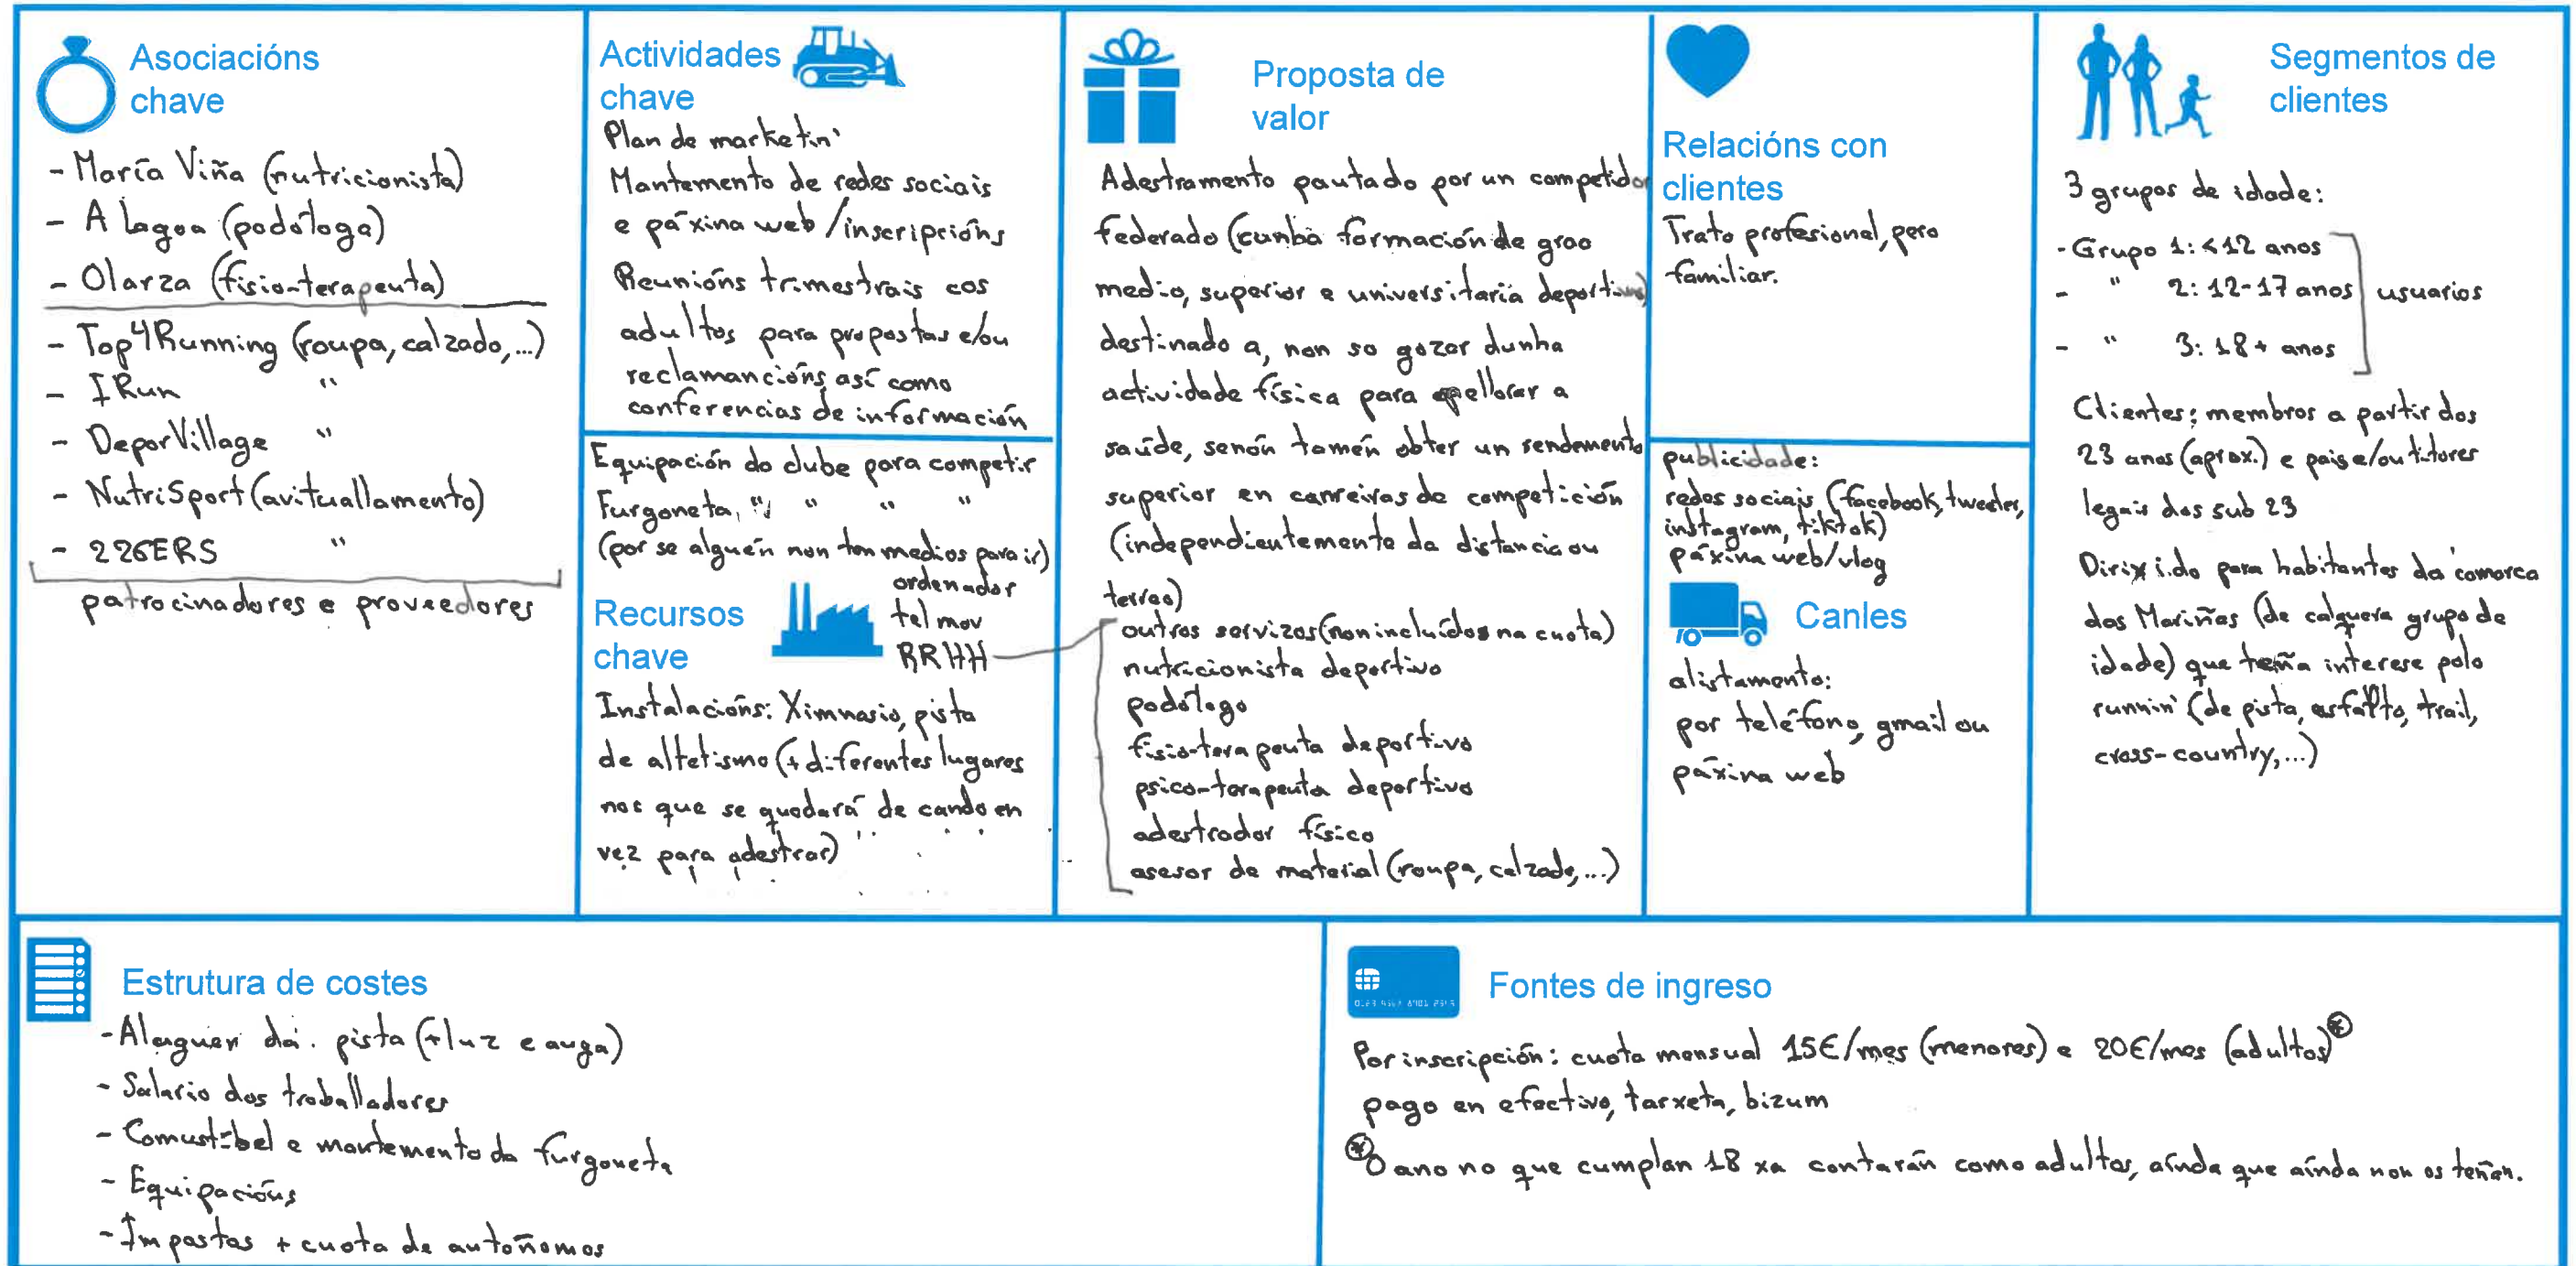 Asociacións
chave
- María Viña (nutricionista)
- A lagoa (podóloga)
- Olarza (fisio-terapeuta)
- Top4Running (roupa, calzado,...)
- IRun "
- DeporVillage "
- NutriSport (avituallamento)
- 226ERS "
patrocinadores e proveedores
Actividades
chave
Plan de marketin'
Mantemento de redes sociais
e páxina web/inscripcións
Reunións trimestrais cos
adultos para propostas e/ou
reclamancións, así como
conferencias de información
Equipación do clube para competir
Furgoneta, " " " "
(por se alguén non ten medios para ir)
ordenador
tel mov
RRHH
Recursos
chave
Instalacións: Ximnasio, pista
de altetismo (+ diferentes lugares
nos que se quedará de cando en
vez para adestrar)
Proposta de
valor
Adestramento pautado por un competidor
federado (cunha formación de grao
medio, superior e universitaria deportiva)
destinado a, non so gozar dunha
actividade física para mellorar a
saúde, senón tamén obter un rendemento
superior en carreiras de competición
(independientemente da distancia ou
terreo)
outros servizos (non incluídos na cuota)
nutricionista deportivo
podólogo
fisio-terapeuta deportivo
psico-terapeuta deportivo
adestrador físico
asesor de material (roupa, calzado,...)
Relacións con
clientes
Trato profesional, pero
familiar.
publicidade:
redes sociais (facebook, tweeter,
instagram, tiktok)
páxina web/vlog
Canles
alistamento:
por teléfono, gmail ou
páxina web
Segmentos de
clientes
3 grupos de idade:
- Grupo 1: <12 anos
- " 2: 12-17 anos usuarios
- " 3: 18+ anos
Clientes: membros a partir dos
23 anos (aprox.) e pais e/ou titores
legais dos sub 23
Dirixido para habitantes da comarca
das Mariñas (de calquera grupo de
idade) que teña interese polo
runnin' (de pista, asfalto, trail,
cross-country,...)
Estrutura de costes
- Aluguer da pista (+ luz e auga)
- Salario dos traballadores
- Comustíbel e mantemento da furgoneta
- Equipacións
- Impostos + cuota de autónomos
Fontes de ingreso
Por inscripción: cuota mensual 15€/mes (menores) e 20€/mes (adultos)*
pago en efectivo, tarxeta, bizum
* O ano no que cumplan 18 xa contarán como adultos, aínda que aínda non os teñan.